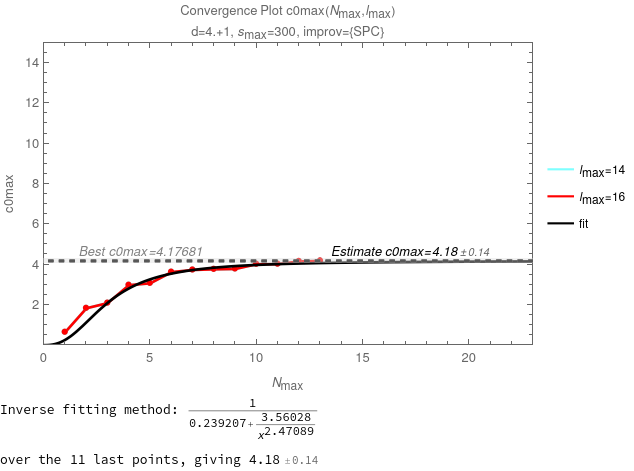 Convergence Plot c0max(Nmax,lmax)
d=4.+1, smax=300, improv={SPC}
14
12
10
8
6
4
2
c0max
Best c0max=4.17681
Estimate c0max=4.18 ±0.14
lmax=14
lmax=16
fit
0 5 10 15 20
Nmax
Inverse fitting method: 1
0.239207+ 3.56028
x2.47089
over the 11 last points, giving 4.18 ±0.14